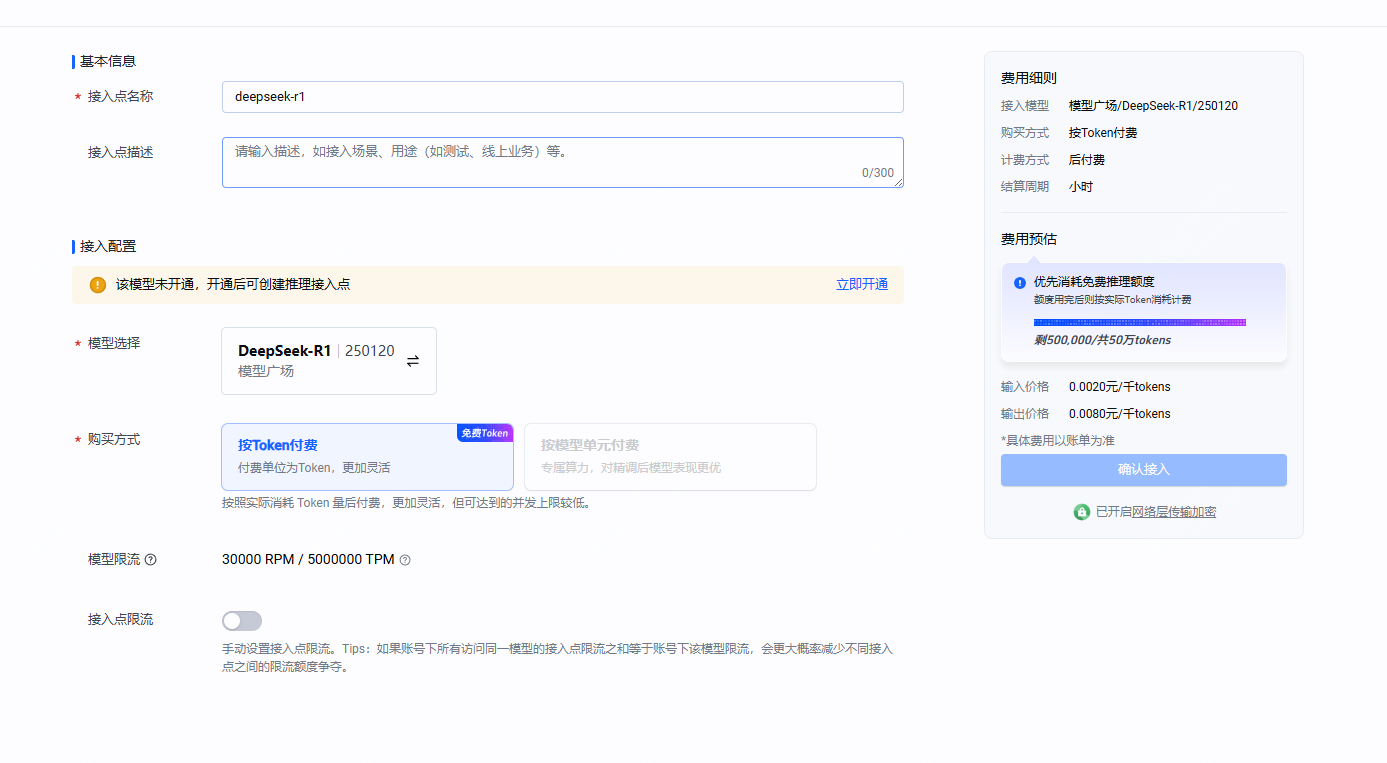 基本信息
* 接入点名称
deepseek-r1
接入点描述
请输入描述，如接入场景、用途（如测试、线上业务）等。
0/300
接入配置
该模型未开通，开通后可创建推理接入点 立即开通
* 模型选择
DeepSeek-R1 | 250120
模型广场
* 购买方式
按Token付费
免费Token
付费单位为Token，更加灵活
按模型单元付费
专属算力，对精调后模型表现更优
按照实际消耗 Token 量后付费，更加灵活，但可达到的并发上限较低。
模型限流
30000 RPM / 5000000 TPM
接入点限流
手动设置接入点限流。Tips：如果账号下所有访问同一模型的接入点限流之和等于账号下该模型限流，会更大概率减少不同接入
点之间的限流额度争夺。
费用细则
接入模型 模型广场/DeepSeek-R1/250120
购买方式 按Token付费
计费方式 后付费
结算周期 小时
费用预估
优先消耗免费推理额度
额度用完后则按实际Token消耗计费
剩500,000/共50万tokens
输入价格 0.0020元/千tokens
输出价格 0.0080元/千tokens
*具体费用以账单为准
确认接入
已开启网络层传输加密